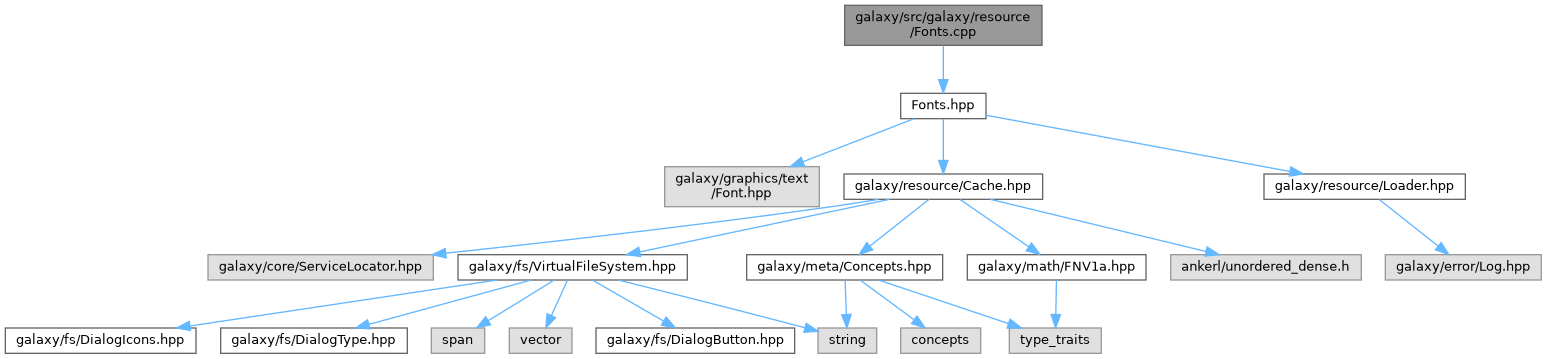 galaxy/src/galaxy/resource
/Fonts.cpp
Fonts.hpp
galaxy/graphics/text
/Font.hpp
galaxy/resource/Cache.hpp
galaxy/resource/Loader.hpp
galaxy/core/ServiceLocator.hpp
galaxy/fs/VirtualFileSystem.hpp
galaxy/meta/Concepts.hpp
galaxy/math/FNV1a.hpp
ankerl/unordered_dense.h
galaxy/error/Log.hpp
galaxy/fs/DialogIcons.hpp
galaxy/fs/DialogType.hpp
span
vector
galaxy/fs/DialogButton.hpp
string
concepts
type_traits